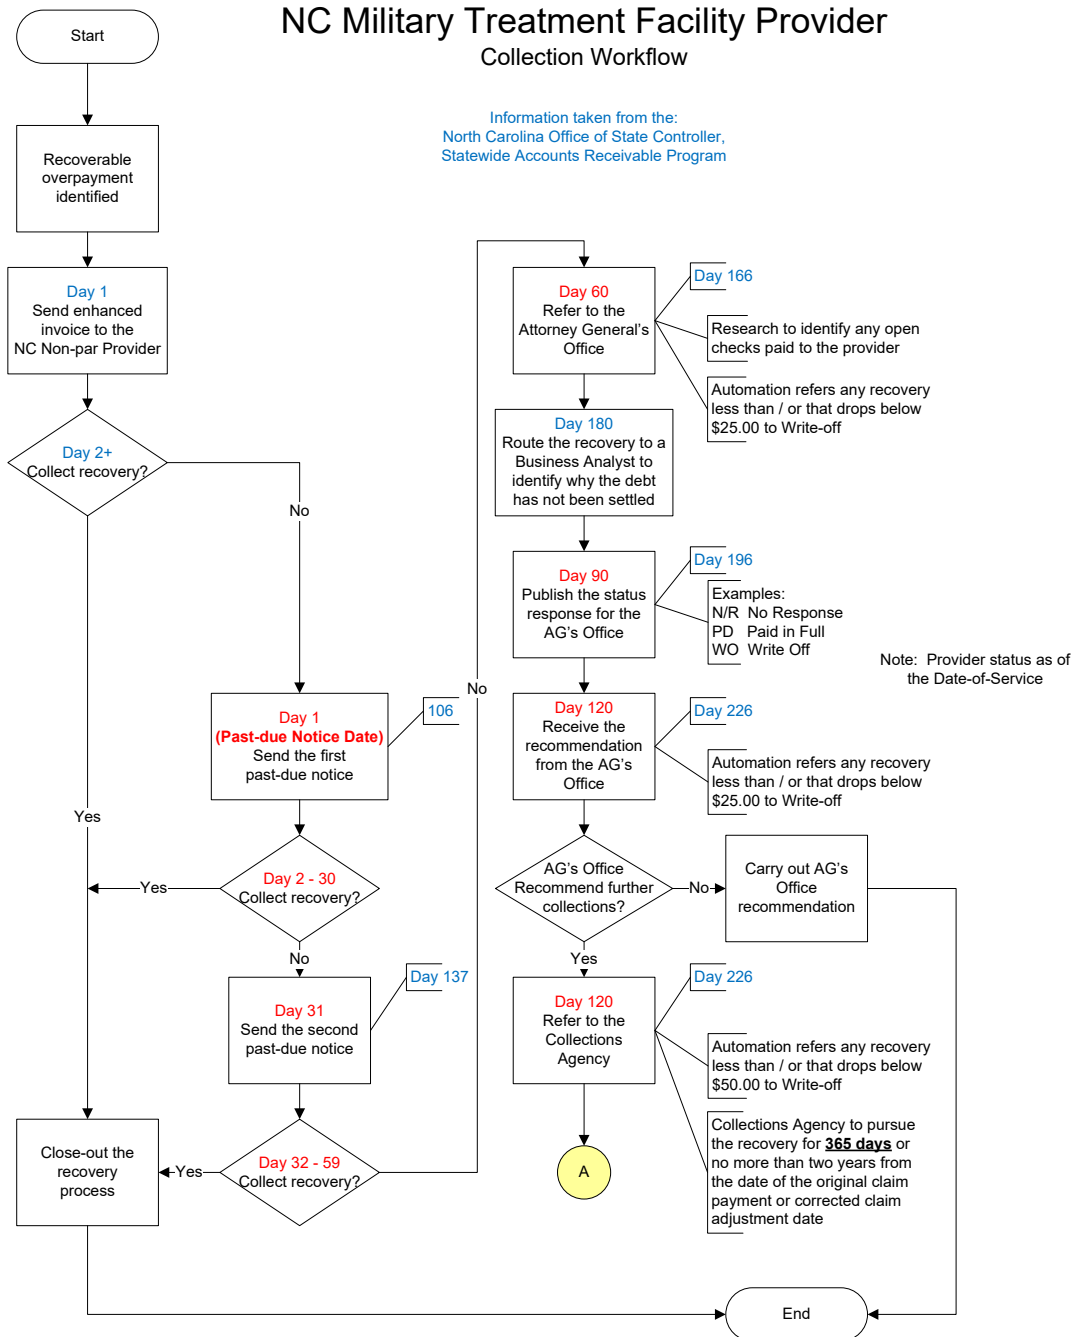 NC Military Treatment Facility Provider
Collection Workflow
Information taken from the:
North Carolina Office of State Controller,
Statewide Accounts Receivable Program
Start
Recoverable
overpayment
identified
Day 1
Send enhanced
invoice to the
NC Non-par Provider
Day 2+
Collect recovery?
No
Yes
Day 1
(Past-due Notice Date)
Send the first
past-due notice
106
Day 2 - 30
Collect recovery?
Yes
No
Day 31
Send the second
past-due notice
Day 137
Day 32 - 59
Collect recovery?
Yes
No
Close-out the
recovery
process
Day 60
Refer to the
Attorney General's
Office
Day 166
Research to identify any open
checks paid to the provider
Automation refers any recovery
less than / or that drops below
$25.00 to Write-off
Day 180
Route the recovery to a
Business Analyst to
identify why the debt
has not been settled
Day 90
Publish the status
response for the
AG's Office
Day 196
Examples:
N/R No Response
PD Paid in Full
WO Write Off
Note: Provider status as of
the Date-of-Service
Day 120
Receive the
recommendation
from the AG's
Office
Day 226
Automation refers any recovery
less than / or that drops below
$25.00 to Write-off
AG's Office
Recommend further
collections?
No
Carry out AG's
Office
recommendation
Yes
Day 120
Refer to the
Collections
Agency
Day 226
Automation refers any recovery
less than / or that drops below
$50.00 to Write-off
Collections Agency to pursue
the recovery for 365 days or
no more than two years from
the date of the original claim
payment or corrected claim
adjustment date
A
End